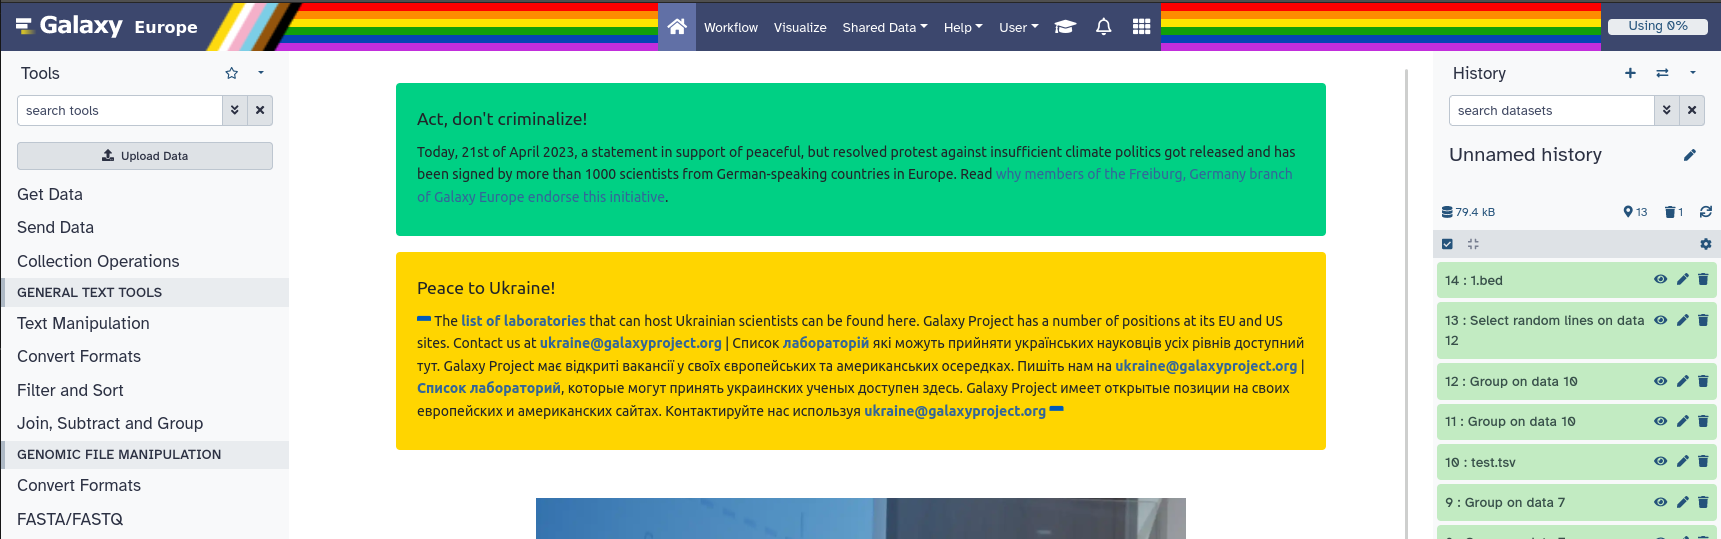 Galaxy Europe
Workflow Visualize Shared Data Help User
Using 0%
Tools
search tools
Upload Data
Get Data
Send Data
Collection Operations
GENERAL TEXT TOOLS
Text Manipulation
Convert Formats
Filter and Sort
Join, Subtract and Group
GENOMIC FILE MANIPULATION
Convert Formats
FASTA/FASTQ
Act, don't criminalize!
Today, 21st of April 2023, a statement in support of peaceful, but resolved protest against insufficient climate politics got released and has
been signed by more than 1000 scientists from German-speaking countries in Europe. Read why members of the Freiburg, Germany branch
of Galaxy Europe endorse this initiative.
Peace to Ukraine!
The list of laboratories that can host Ukrainian scientists can be found here. Galaxy Project has a number of positions at its EU and US
sites. Contact us at ukraine@galaxyproject.org | Список лабораторій які можуть прийняти українських науковців усіх рівнів доступний
тут. Galaxy Project має відкриті вакансії у своїх європейських та американських осередках. Пишіть нам на ukraine@galaxyproject.org |
Список лабораторий, которые могут принять украинских ученых доступен здесь. Galaxy Project имеет открытые позиции на своих
европейских и американских сайтах. Контактируйте нас используя ukraine@galaxyproject.org
History
search datasets
Unnamed history
79.4 kB 13 1
14 : 1.bed
13 : Select random lines on data
12
12 : Group on data 10
11 : Group on data 10
10 : test.tsv
9 : Group on data 7